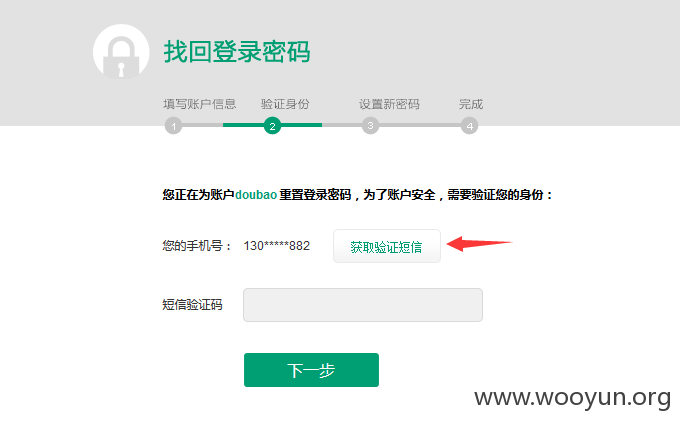 找回登录密码
填写账户信息 验证身份 设置新密码 完成
1 2 3 4
您正在为账户doubao 重置登录密码，为了账户安全，需要验证您的身份：
您的手机号： 130*****882 获取验证短信
短信验证码
下一步
www.wooyun.org